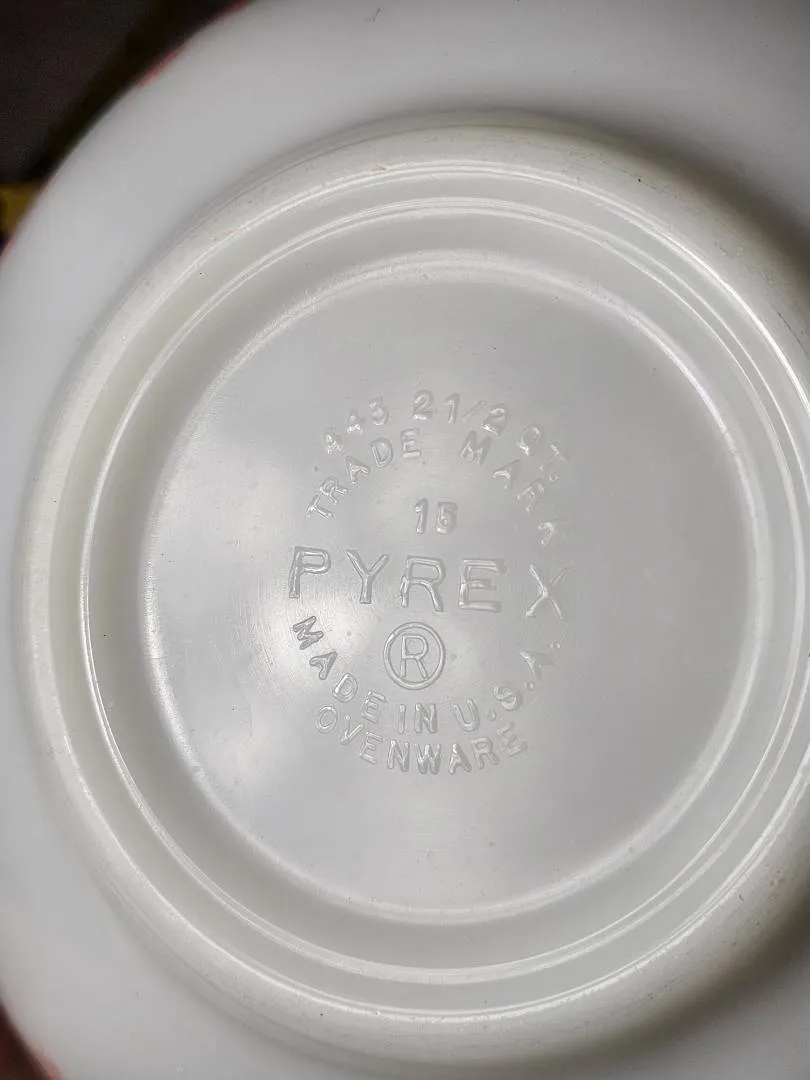 443 2 1/2 QT.
TRADE MARK
15
PYREX
®
MADE IN U.S.A.
OVENWARE